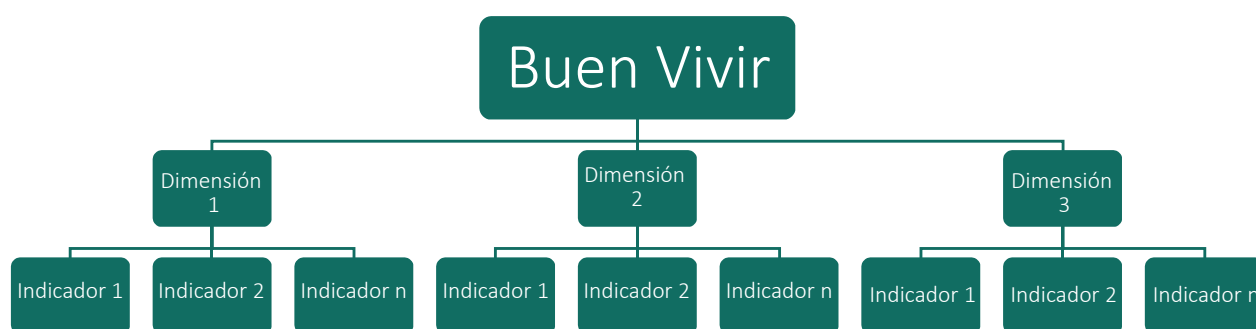 Buen Vivir
Dimensión
1
Dimensión
2
Dimensión
3
Indicador 1
Indicador 2
Indicador n
Indicador 1
Indicador 2
Indicador n
Indicador 1
Indicador 2
Indicador n